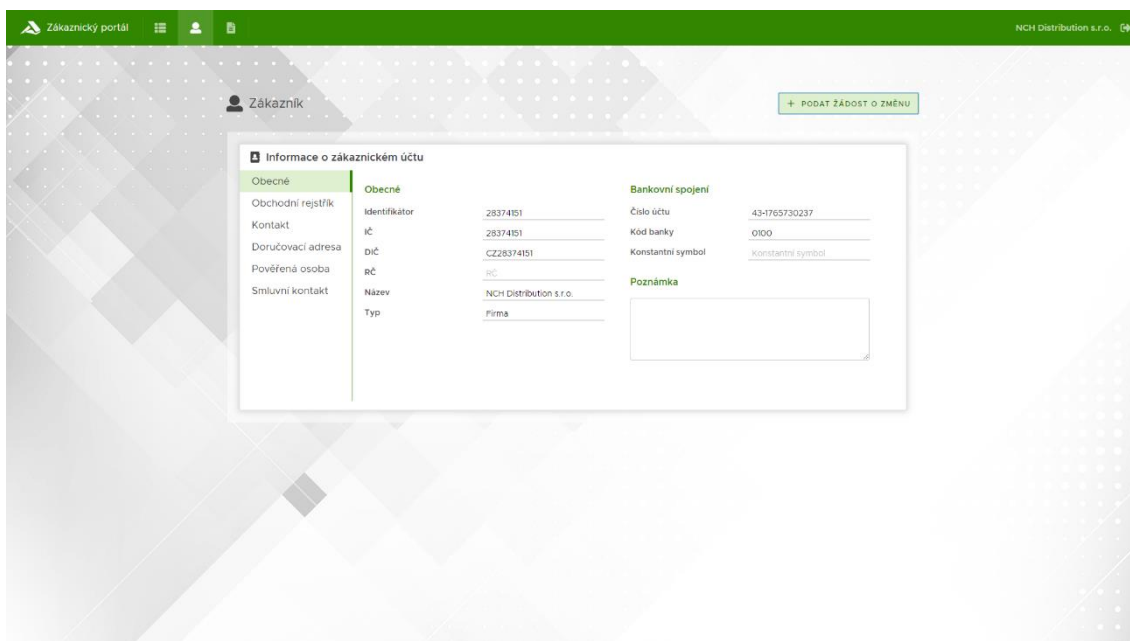 Zákaznický portál
NCH Distribution s.r.o.
Zákazník
+ PODAT ŽÁDOST O ZMĚNU
Informace o zákaznickém účtu
Obecné
Obchodní rejstřík
Kontakt
Doručovací adresa
Pověřená osoba
Smluvní kontakt
Obecné
Identifikátor 28374151
IČ 28374151
DIČ CZ28374151
RČ RČ
Název NCH Distribution s.r.o.
Typ Firma
Bankovní spojení
Číslo účtu 43-1765730237
Kód banky 0100
Konstantní symbol Konstantní symbol
Poznámka